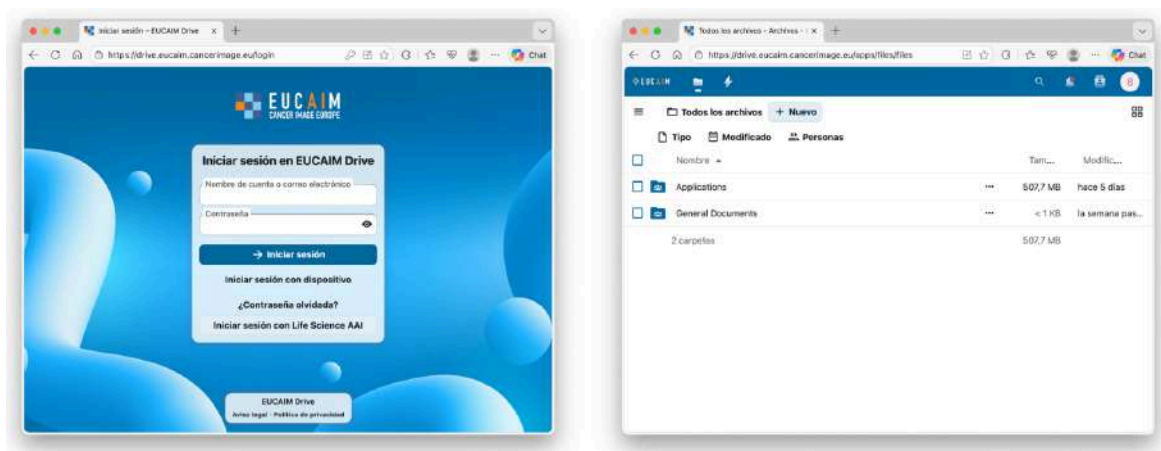 Iniciar sesión - EUCAIM Drive
https://drive.eucaim.cancerimage.eu/login
Chat
EUCAIM
CANCER IMAGE EUROPE
Iniciar sesión en EUCAIM Drive
Nombre de cuenta o correo electrónico
Contraseña
→ Iniciar sesión
Iniciar sesión con dispositivo
¿Contraseña olvidada?
Iniciar sesión con Life Science AAI
EUCAIM Drive
Aviso legal · Política de privacidad
Todos los archivos - Archivos -
https://drive.eucaim.cancerimage.eu/apps/files/files
Chat
EUCAIM
8
Todos los archivos + Nuevo
Tipo Modificado Personas
Nombre Tam... Modific...
Applications ... 507,7 MB hace 5 días
General Documents ... < 1 KB la semana pas...
2 carpetas 507,7 MB